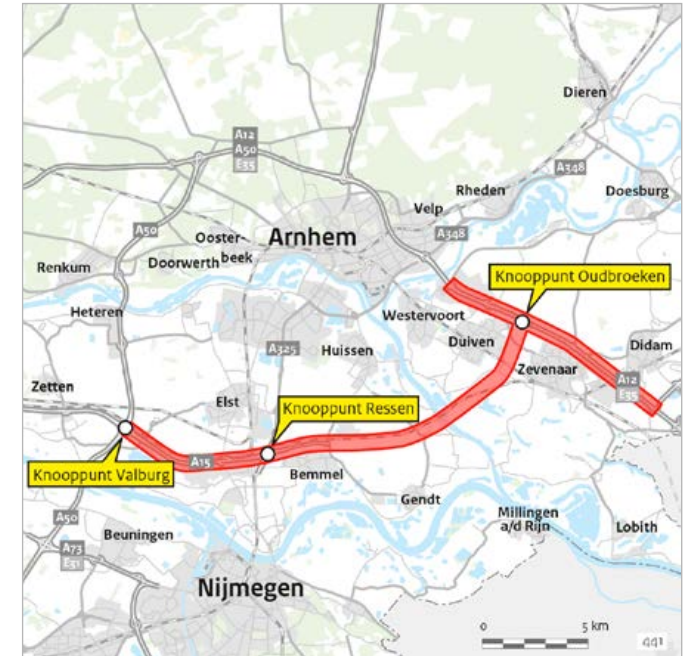 Dieren
A12
A50
E35
A348
Rheden
Doesburg
Velp
A50
Ooster-
beek
Arnhem
A348
Renkum
Doorwerth
Knooppunt Oudbroeken
Heteren
Westervoort
A325
Huissen
Duiven
Didam
Zevenaar
Zetten
A12
E35
Elst
Knooppunt Ressen
A15
Knooppunt Valburg
Bemmel
Gendt
A50
Millingen
a/d Rijn
Beuningen
Lobith
A73
E31
Nijmegen
0
5 km
441